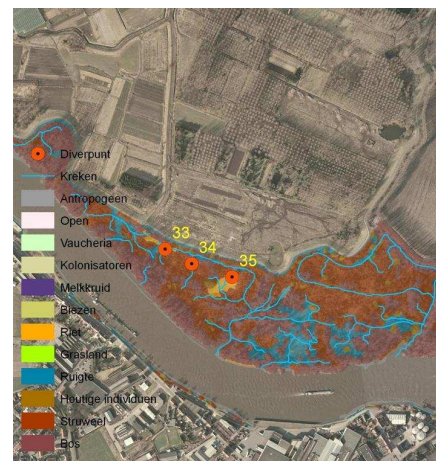 33
34
35
Diverpunt
Kreken
Antropogeen
Open
Vaucheria
Kolonisatoren
Melkkruid
Biezen
Riet
Grasland
Ruigte
Houtige individuen
Struweel
Bos